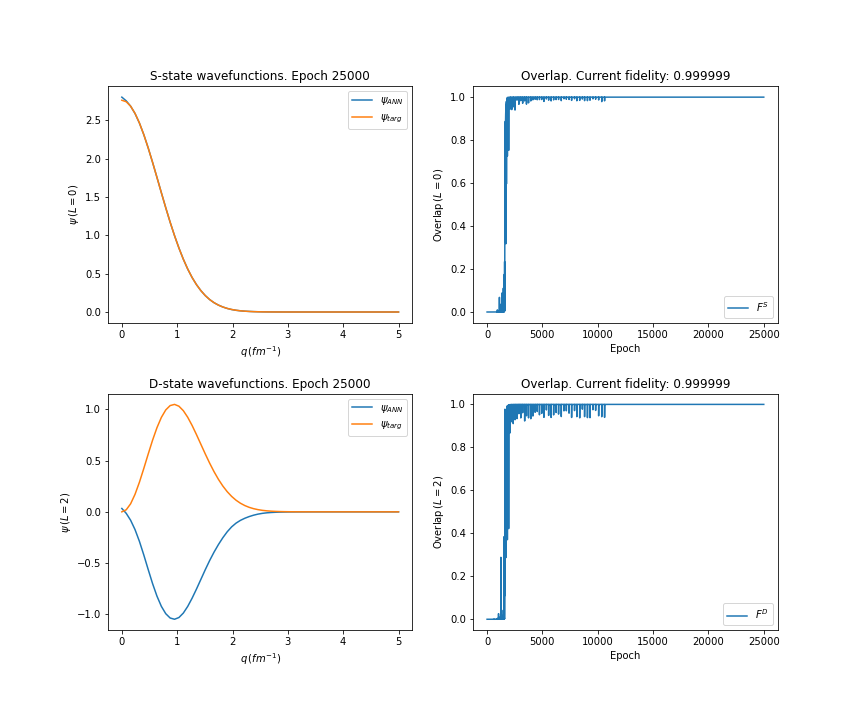 S-state wavefunctions. Epoch 25000
ψ(L = 0)
2.5
2.0
1.5
1.0
0.5
0.0
ψ_ANN
ψ_targ
0 1 2 3 4 5
q(fm⁻¹)
Overlap. Current fidelity: 0.999999
Overlap (L = 0)
1.0
0.8
0.6
0.4
0.2
0.0
F^S
0 5000 10000 15000 20000 25000
Epoch
D-state wavefunctions. Epoch 25000
ψ(L = 2)
1.0
0.5
0.0
−0.5
−1.0
ψ_ANN
ψ_targ
0 1 2 3 4 5
q(fm⁻¹)
Overlap. Current fidelity: 0.999999
Overlap (L = 2)
1.0
0.8
0.6
0.4
0.2
0.0
F^D
0 5000 10000 15000 20000 25000
Epoch